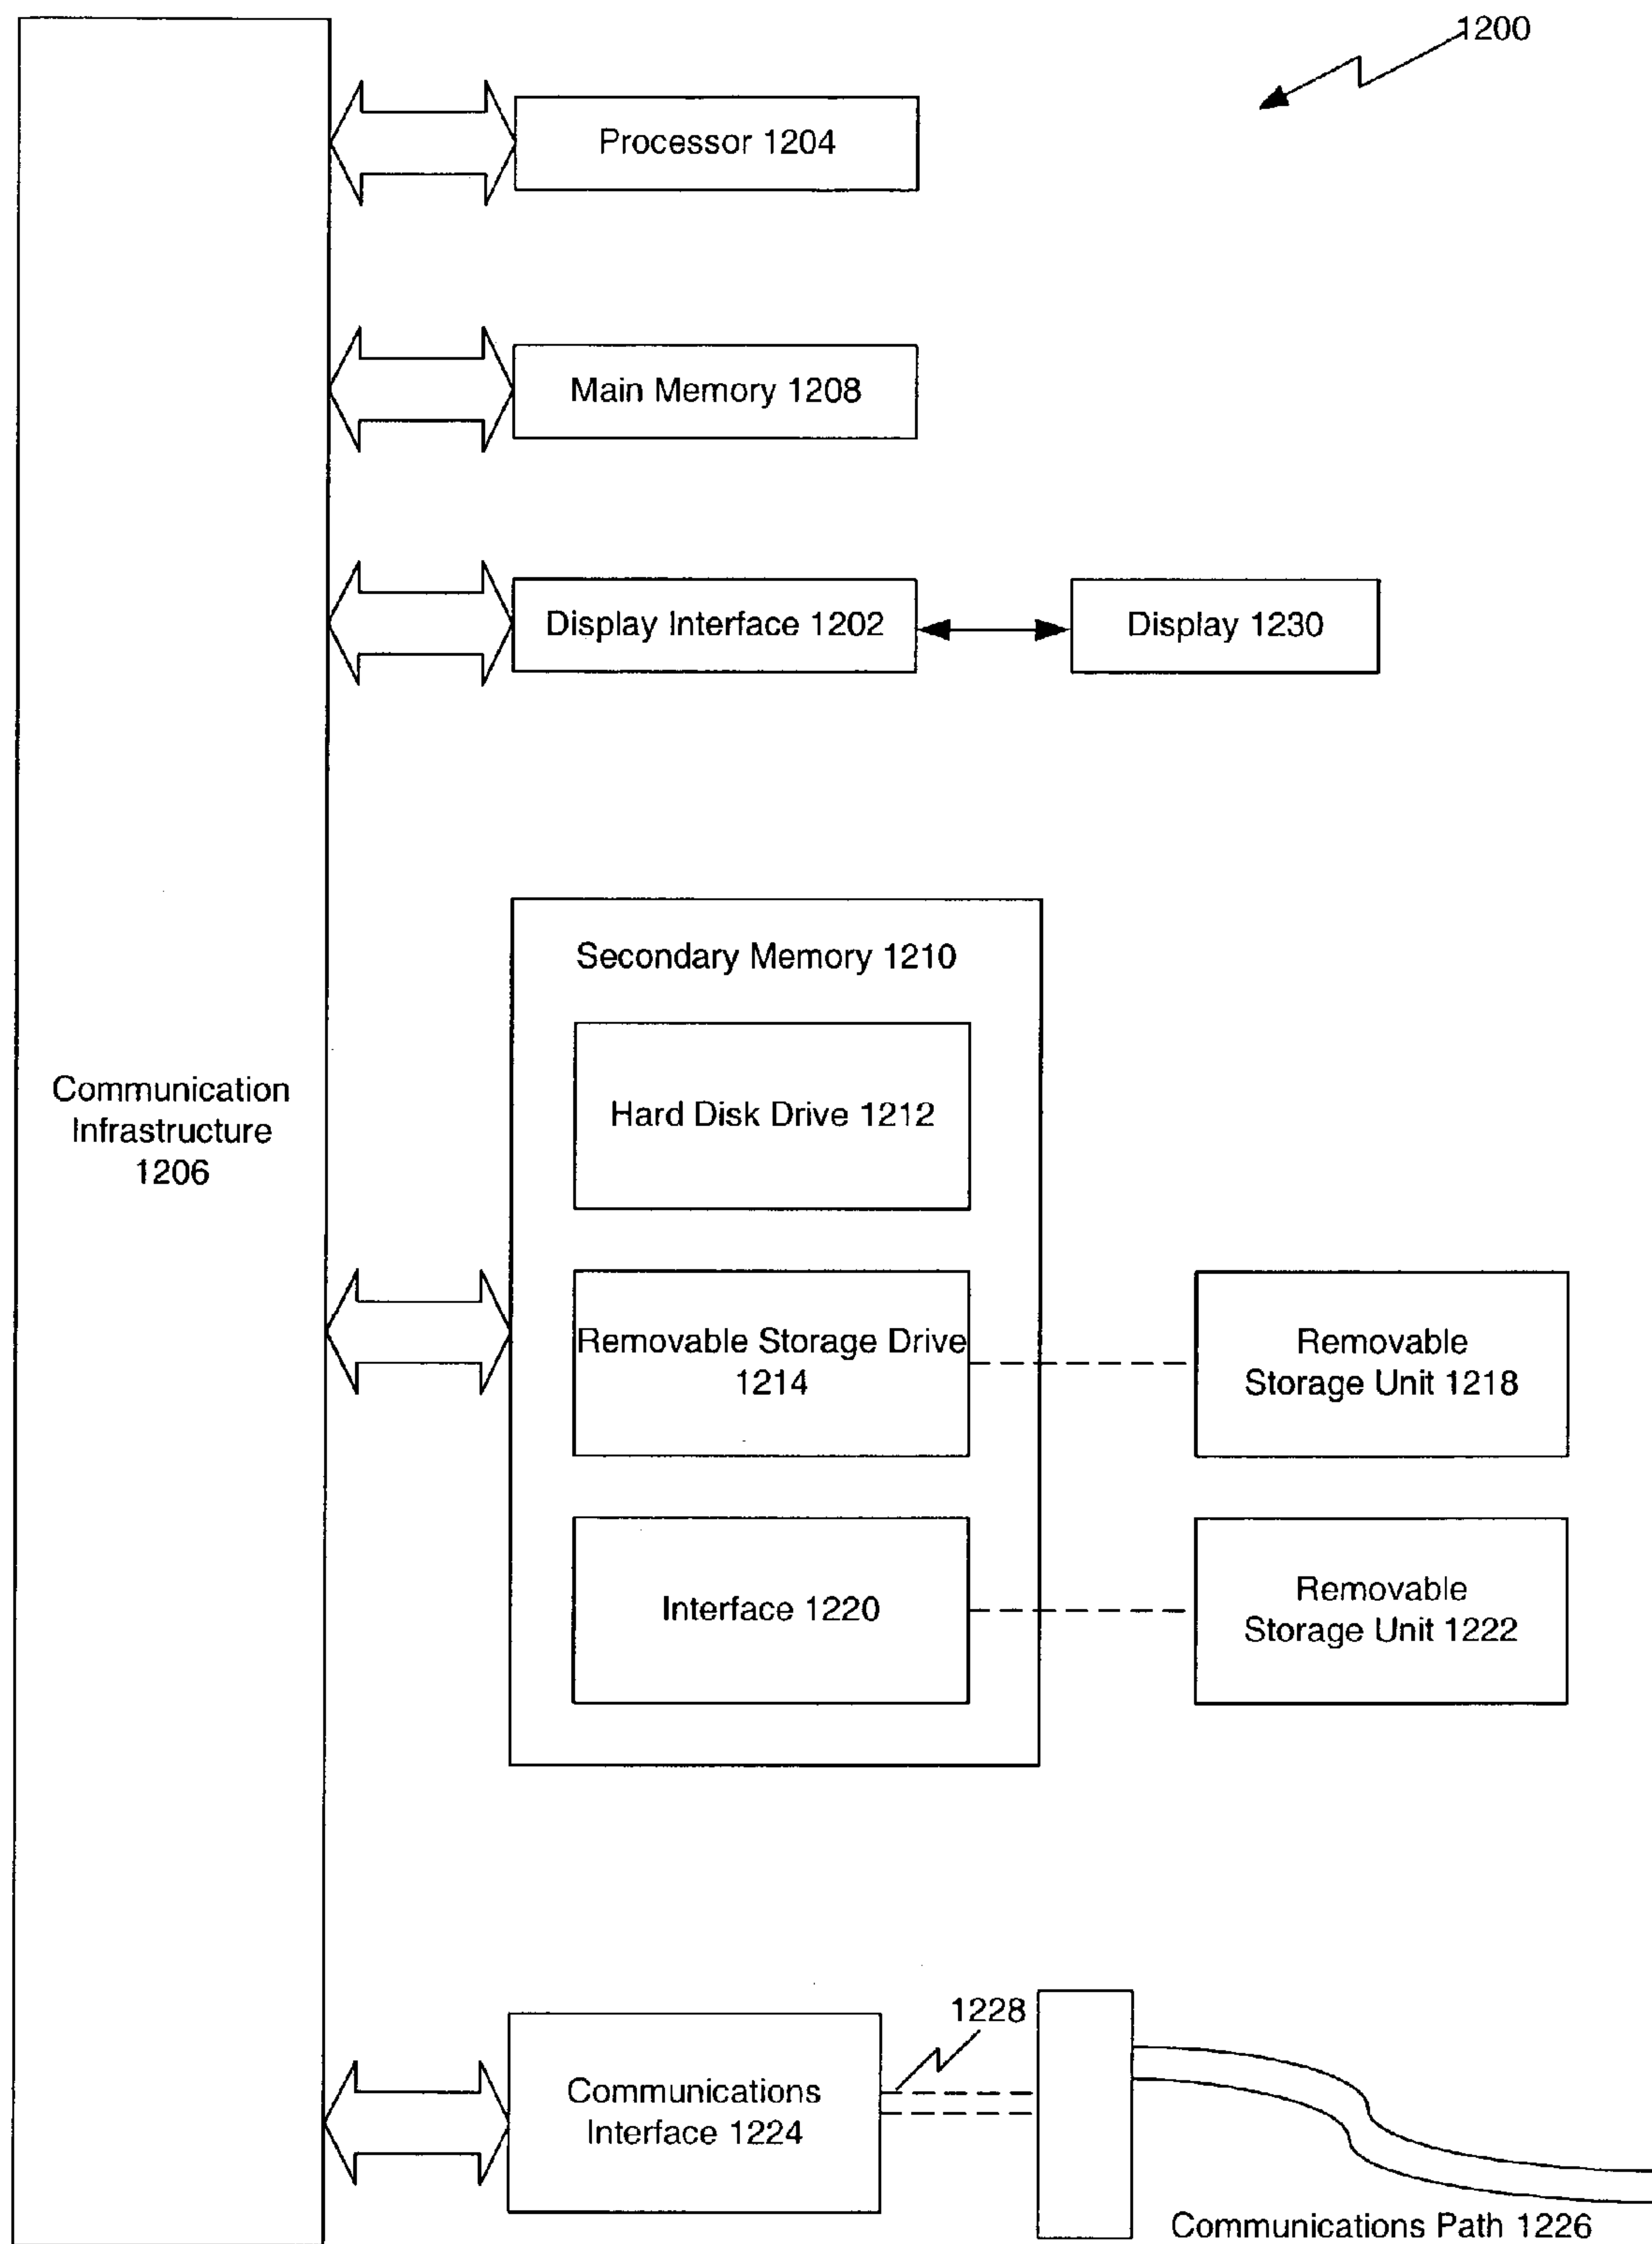 1200
Processor 1204
Main Memory 1208
Display Interface 1202
Display 1230
Secondary Memory 1210
Communication
Infrastructure
1206
Hard Disk Drive 1212
Removable Storage Drive
1214
Removable
Storage Unit 1218
Interface 1220
Removable
Storage Unit 1222
1228
Communications
Interface 1224
Communications Path 1226